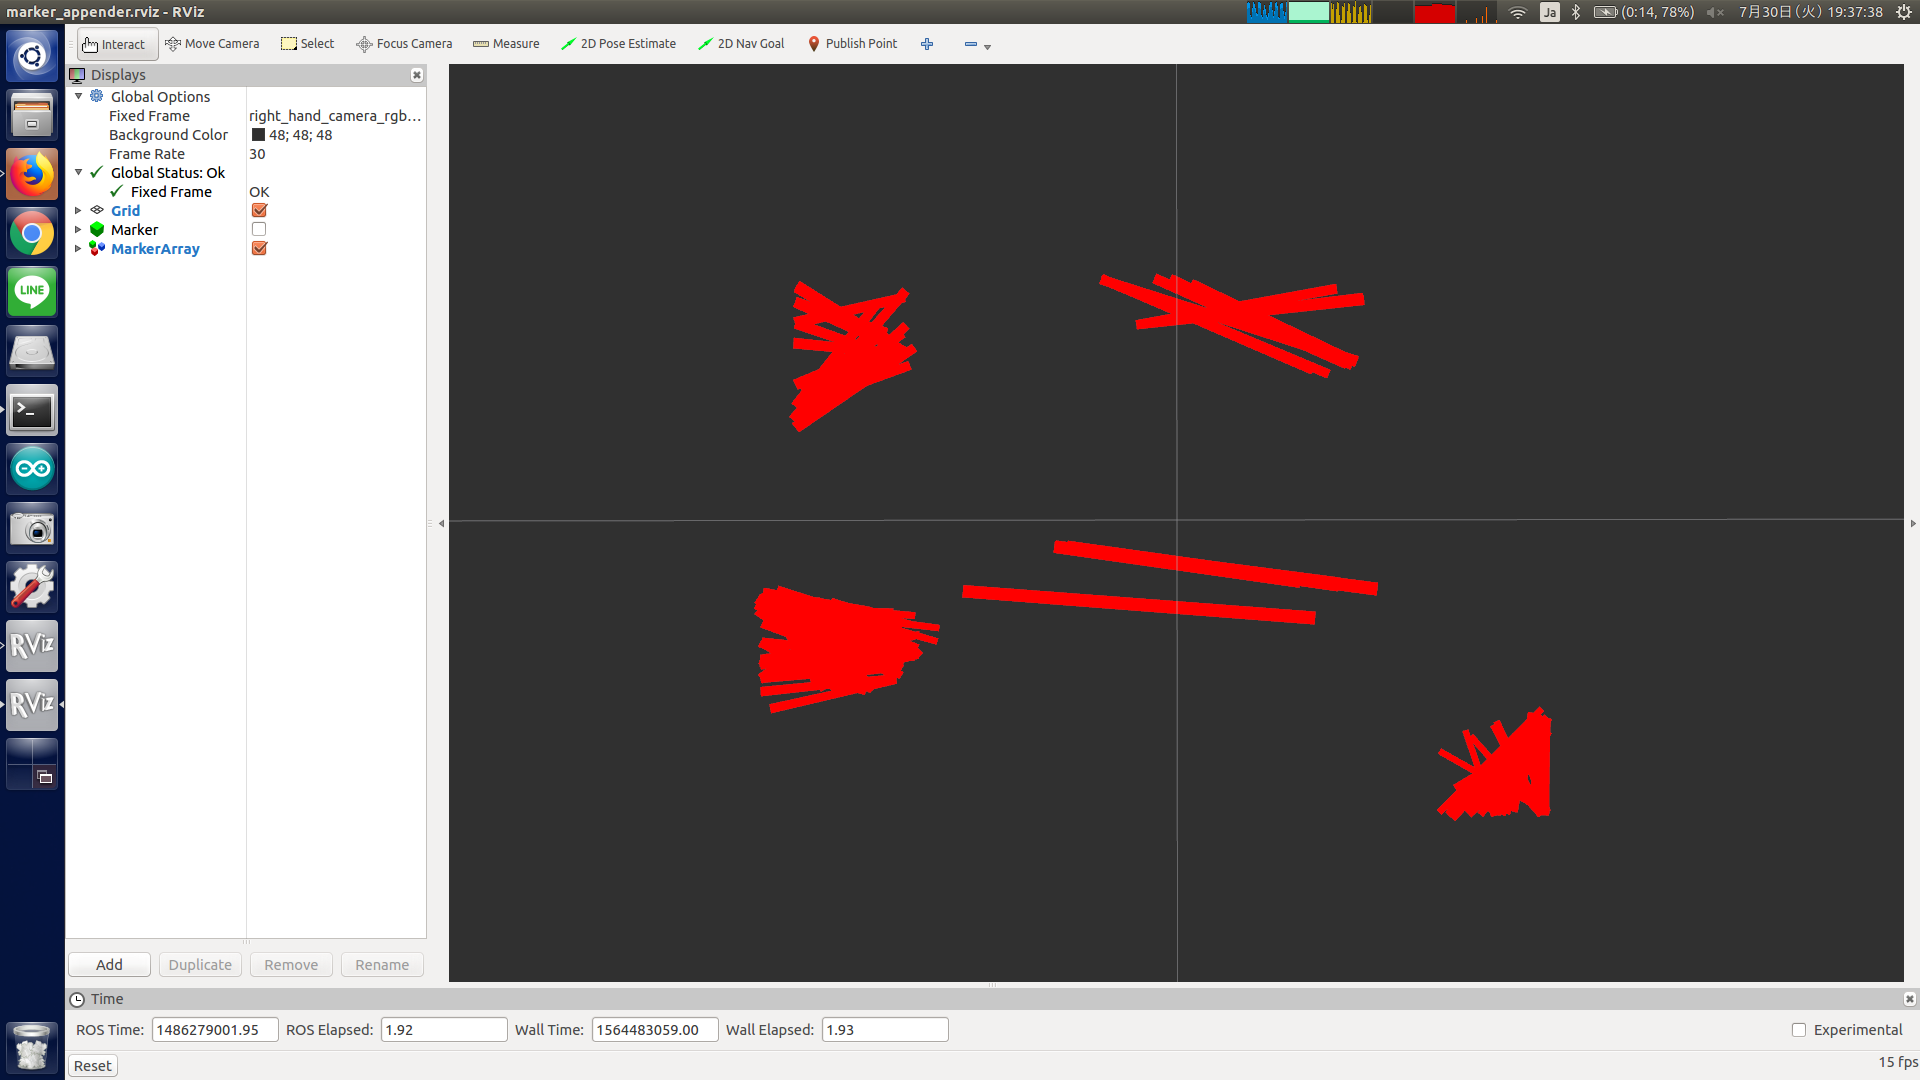 marker_appender.rviz - RViz
Ja
(0:14, 78%)
7月30日(火) 19:37:38
Interact
Move Camera
Select
Focus Camera
Measure
2D Pose Estimate
2D Nav Goal
Publish Point
Displays
Global Options
Fixed Frame
right_hand_camera_rgb...
Background Color
48; 48; 48
Frame Rate
30
Global Status: Ok
Fixed Frame
OK
Grid
Marker
MarkerArray
LINE
RViz
RViz
Add
Duplicate
Remove
Rename
Time
ROS Time:
1486279001.95
ROS Elapsed:
1.92
Wall Time:
1564483059.00
Wall Elapsed:
1.93
Experimental
Reset
15 fps